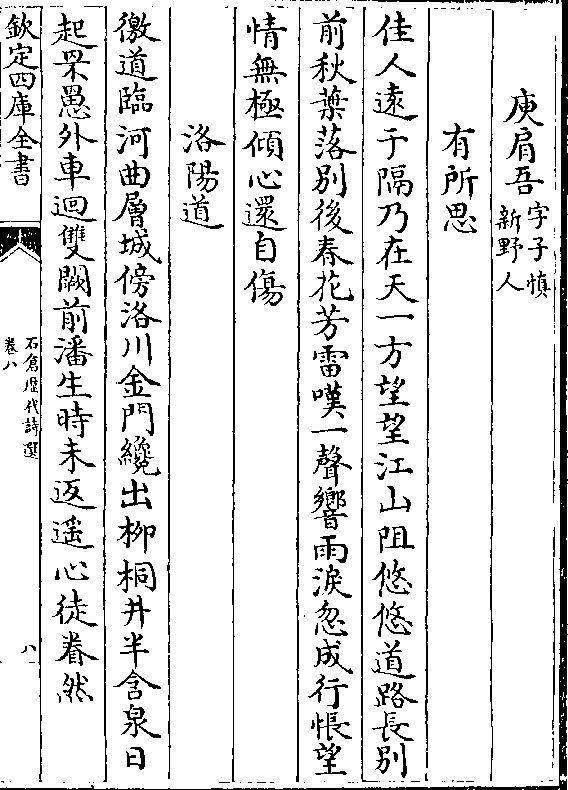 庾肩吾字子慎
新野人
有所思
佳人遠于隔乃在天一方望望江山阻悠悠道路長别
前秋葉落别後春花芳雷嘆一聲響雨淚忽成行悵望
情無極傾心還自傷
洛陽道
徼道臨河曲層城傍洛川金門纔出柳桐井半含泉日
起罘罳外車迴雙闕前潘生時未返遥心徒眷然
欽定四庫全書
石倉歴代詩選
卷八
八